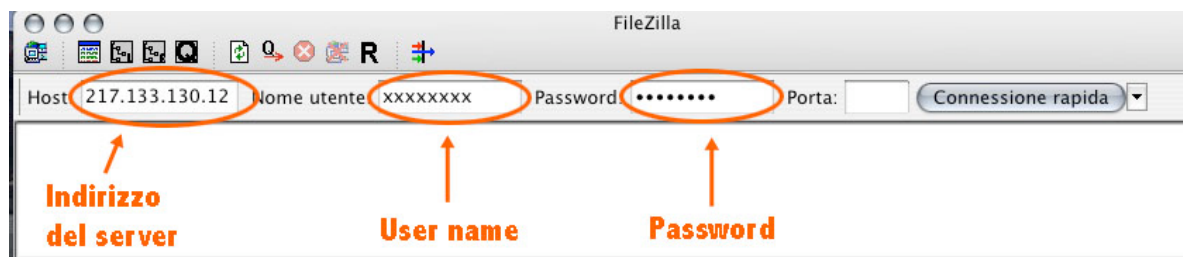 FileZilla
Host: 217.133.130.12 Nome utente: xxxxxxxx Password: •••••••• Porta: Connessione rapida
Indirizzo
del server
User name
Password